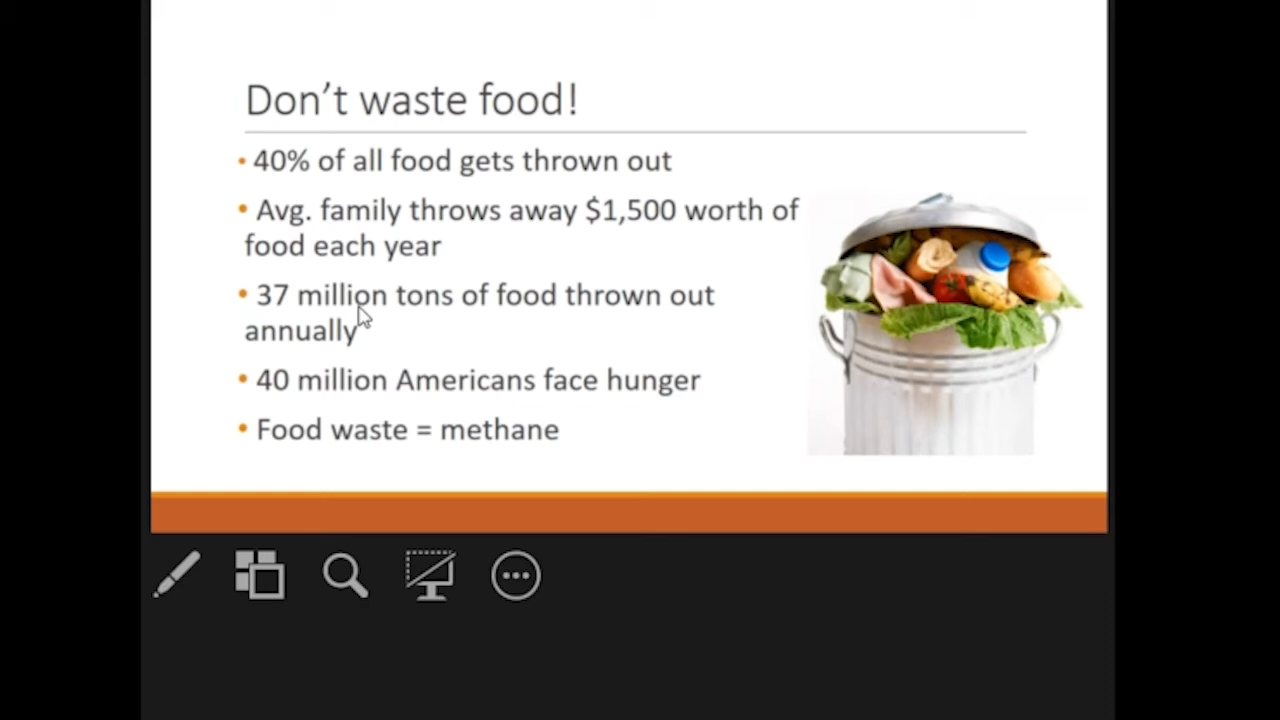 Don’t waste food!
• 40% of all food gets thrown out
• Avg. family throws away $1,500 worth of
food each year
• 37 million tons of food thrown out
annually
• 40 million Americans face hunger
• Food waste = methane